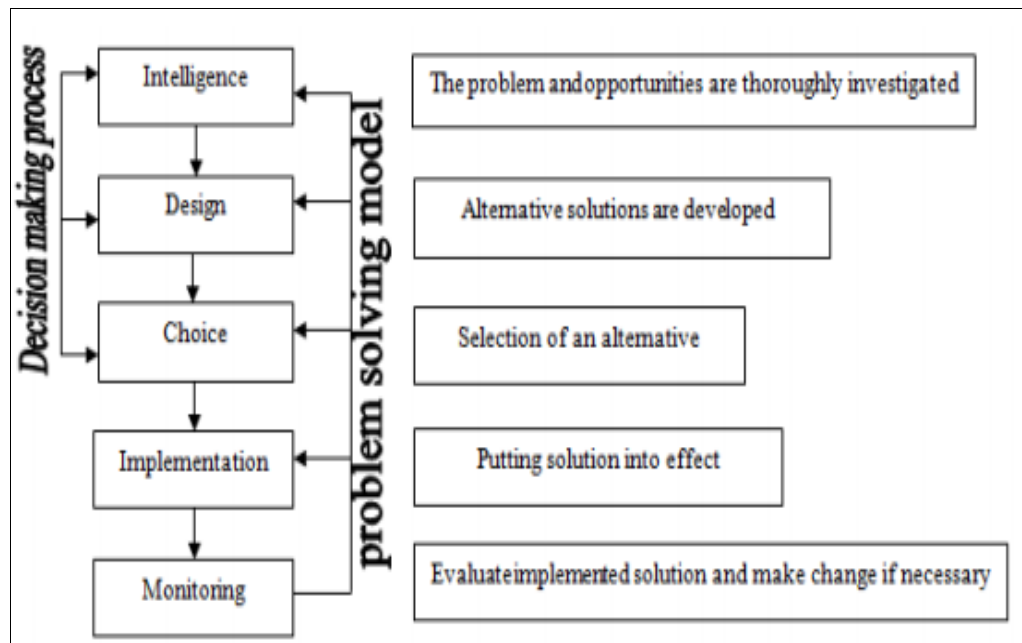 Decision making process
Intelligence
The problem and opportunities are thoroughly investigated
Design
Alternative solutions are developed
problem solving model
Choice
Selection of an alternative
Implementation
Putting solution into effect
Monitoring
Evaluate implemented solution and make change if necessary